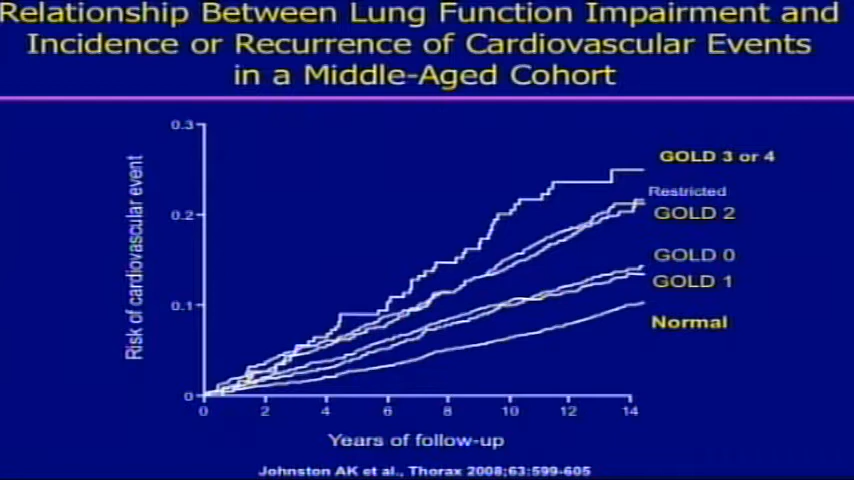 Relationship Between Lung Function Impairment and
Incidence or Recurrence of Cardiovascular Events
in a Middle-Aged Cohort
0.3
GOLD 3 or 4
Restricted
0.2
GOLD 2
Risk of cardiovascular event
GOLD 0
GOLD 1
0.1
Normal
0
0 2 4 6 8 10 12 14
Years of follow-up
Johnston AK et al., Thorax 2008;63:599-605